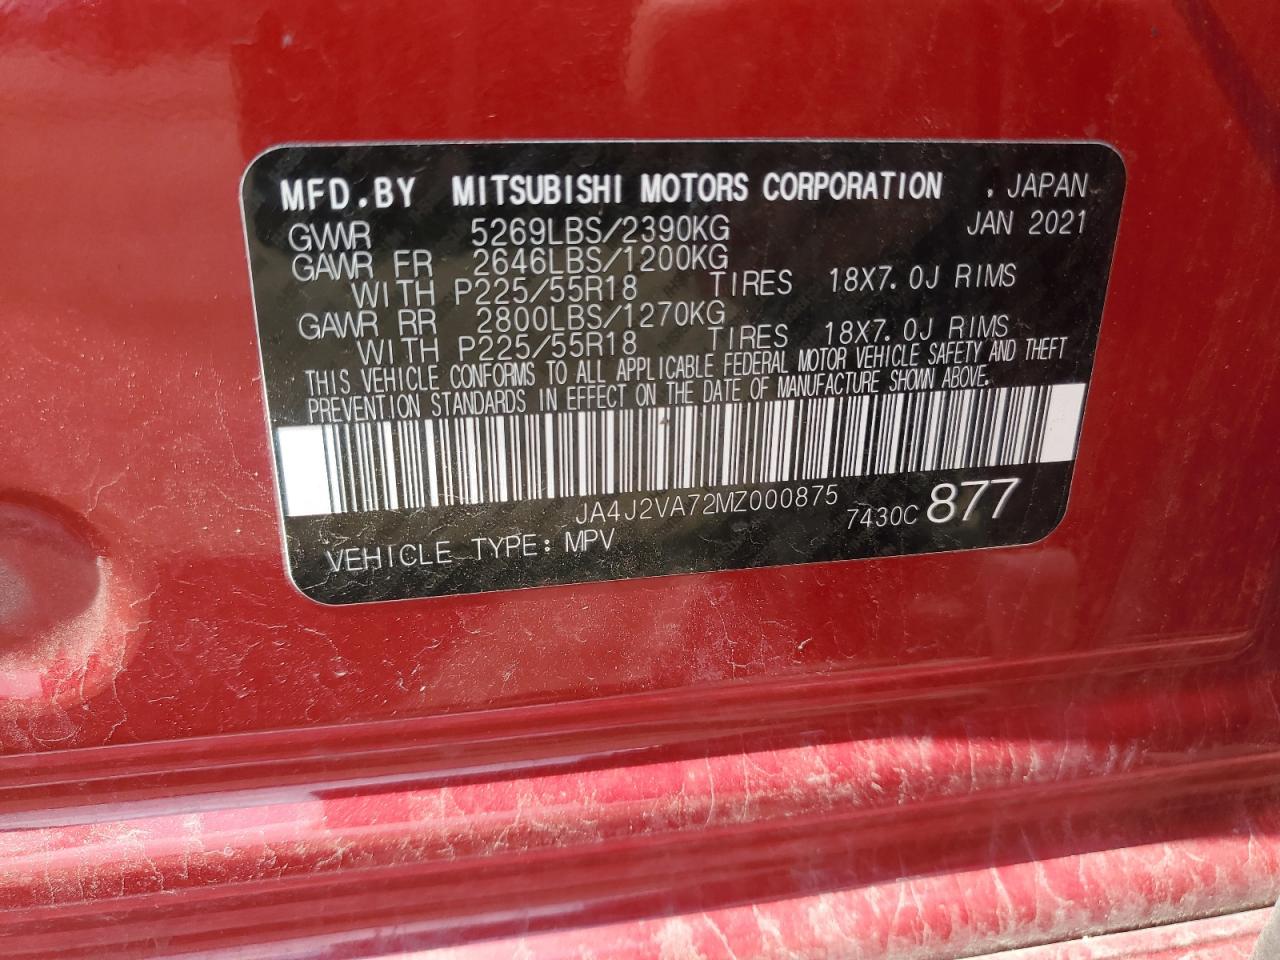 MFD.BY MITSUBISHI MOTORS CORPORATION . JAPAN
GVWR 5269LBS/2390KG JAN 2021
GAWR FR 2646LBS/1200KG
WITH P225/55R18 TIRES 18X7.0J RIMS
GAWR RR 2800LBS/1270KG
WITH P225/55R18 TIRES 18X7.0J RIMS
THIS VEHICLE CONFORMS TO ALL APPLICABLE FEDERAL MOTOR VEHICLE SAFETY AND THEFT
PREVENTION STANDARDS IN EFFECT ON THE DATE OF MANUFACTURE SHOWN ABOVE.
JA4J2VA72MZ000875 7430C 877
VEHICLE TYPE: MPV